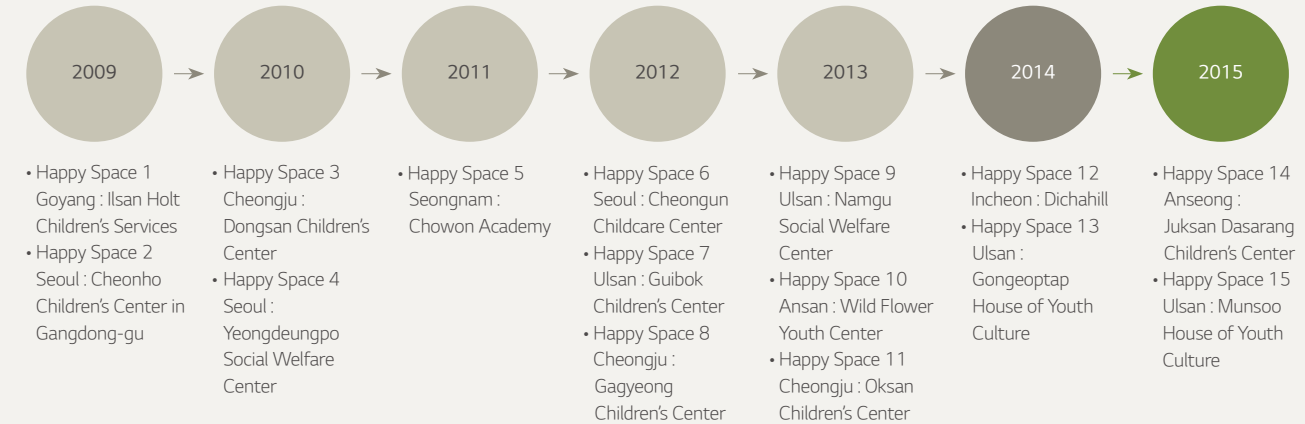 2009
2010
2011
2012
2013
2014
2015
• Happy Space 1
Goyang : Ilsan Holt
Children's Services
• Happy Space 2
Seoul : Cheonho
Children's Center in
Gangdong-gu
• Happy Space 3
Cheongju :
Dongsan Children's
Center
• Happy Space 4
Seoul :
Yeongdeungpo
Social Welfare
Center
• Happy Space 5
Seongnam :
Chowon Academy
• Happy Space 6
Seoul : Cheongun
Childcare Center
• Happy Space 7
Ulsan : Guibok
Children's Center
• Happy Space 8
Cheongju :
Gagyeong
Children's Center
• Happy Space 9
Ulsan : Namgu
Social Welfare
Center
• Happy Space 10
Ansan : Wild Flower
Youth Center
• Happy Space 11
Cheongju : Oksan
Children's Center
• Happy Space 12
Incheon : Dichahill
• Happy Space 13
Ulsan :
Gongeoptap
House of Youth
Culture
• Happy Space 14
Anseong :
Juksan Dasarang
Children's Center
• Happy Space 15
Ulsan : Munsoo
House of Youth
Culture